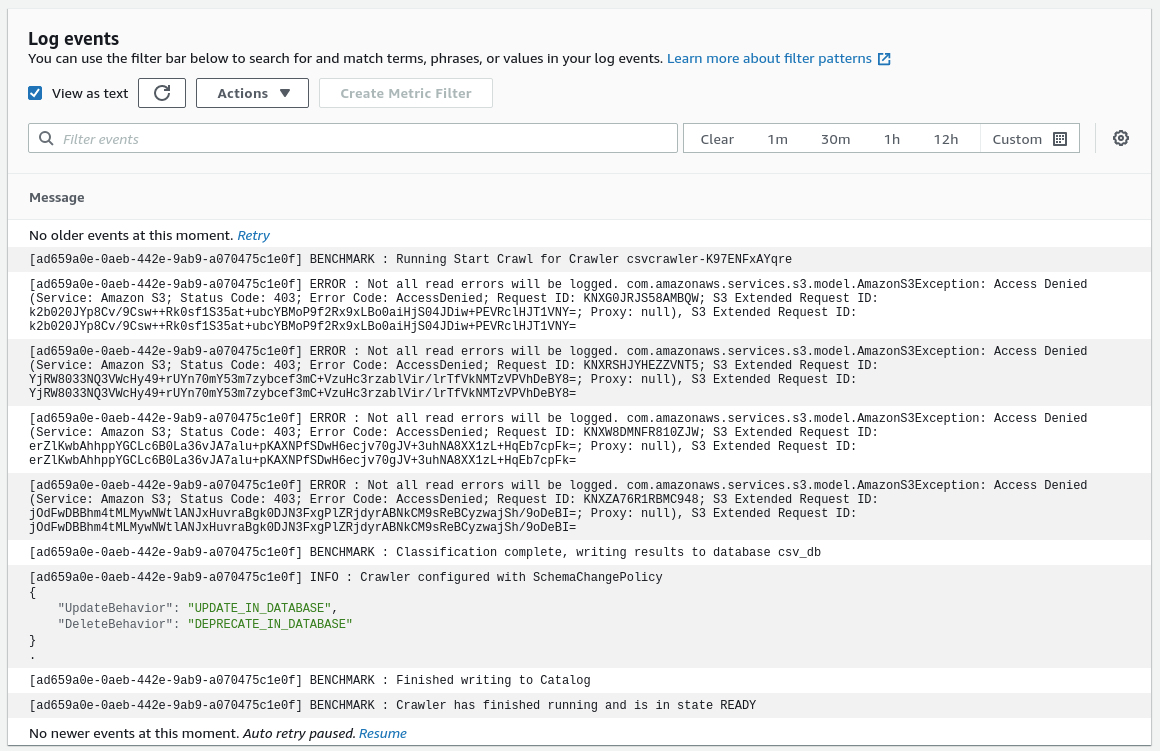 Log events
You can use the filter bar below to search for and match terms, phrases, or values in your log events. Learn more about filter patterns
View as text
Actions
Create Metric Filter
Filter events
Clear 1m 30m 1h 12h Custom
Message
No older events at this moment. Retry
[ad659a0e-0aeb-442e-9ab9-a070475c1e0f] BENCHMARK : Running Start Crawl for Crawler csvcrawler-K97ENFxAYqre
[ad659a0e-0aeb-442e-9ab9-a070475c1e0f] ERROR : Not all read errors will be logged. com.amazonaws.services.s3.model.AmazonS3Exception: Access Denied
(Service: Amazon S3; Status Code: 403; Error Code: AccessDenied; Request ID: KNXG0JRJS58AMBQW; S3 Extended Request ID:
k2b020JYp8Cv/9Csw++Rk0sf1S35at+ubcYBMoP9f2Rx9xLBo0aiHjS04JDiw+PEVRclHJT1VNY=; Proxy: null), S3 Extended Request ID:
k2b020JYp8Cv/9Csw++Rk0sf1S35at+ubcYBMoP9f2Rx9xLBo0aiHjS04JDiw+PEVRclHJT1VNY=
[ad659a0e-0aeb-442e-9ab9-a070475c1e0f] ERROR : Not all read errors will be logged. com.amazonaws.services.s3.model.AmazonS3Exception: Access Denied
(Service: Amazon S3; Status Code: 403; Error Code: AccessDenied; Request ID: KNXRSHJYHEZZVNT5; S3 Extended Request ID:
YjRW8033NQ3VWcHy49+rUYn70mY53m7zybcef3mC+VzuHc3rzablVir/lrTfVkNMTzVPVhDeBY8=; Proxy: null), S3 Extended Request ID:
YjRW8033NQ3VWcHy49+rUYn70mY53m7zybcef3mC+VzuHc3rzablVir/lrTfVkNMTzVPVhDeBY8=
[ad659a0e-0aeb-442e-9ab9-a070475c1e0f] ERROR : Not all read errors will be logged. com.amazonaws.services.s3.model.AmazonS3Exception: Access Denied
(Service: Amazon S3; Status Code: 403; Error Code: AccessDenied; Request ID: KNXW8DMNFR810ZJW; S3 Extended Request ID:
erZlKwbAhhppYGCLc6B0La36vJA7alu+pKAXNPfSDwH6ecjv70gJV+3uhNA8XX1zL+HqEb7cpFk=; Proxy: null), S3 Extended Request ID:
erZlKwbAhhppYGCLc6B0La36vJA7alu+pKAXNPfSDwH6ecjv70gJV+3uhNA8XX1zL+HqEb7cpFk=
[ad659a0e-0aeb-442e-9ab9-a070475c1e0f] ERROR : Not all read errors will be logged. com.amazonaws.services.s3.model.AmazonS3Exception: Access Denied
(Service: Amazon S3; Status Code: 403; Error Code: AccessDenied; Request ID: KNXZA76R1RBMC948; S3 Extended Request ID:
jOdFwDBBhm4tMLMywNWtlANJxHuvraBgk0DJN3FxgPlZRjdyrABNkCM9sReBCyzwajSh/9oDeBI=; Proxy: null), S3 Extended Request ID:
jOdFwDBBhm4tMLMywNWtlANJxHuvraBgk0DJN3FxgPlZRjdyrABNkCM9sReBCyzwajSh/9oDeBI=
[ad659a0e-0aeb-442e-9ab9-a070475c1e0f] BENCHMARK : Classification complete, writing results to database csv_db
[ad659a0e-0aeb-442e-9ab9-a070475c1e0f] INFO : Crawler configured with SchemaChangePolicy
{
"UpdateBehavior": "UPDATE_IN_DATABASE",
"DeleteBehavior": "DEPRECATE_IN_DATABASE"
}
.
[ad659a0e-0aeb-442e-9ab9-a070475c1e0f] BENCHMARK : Finished writing to Catalog
[ad659a0e-0aeb-442e-9ab9-a070475c1e0f] BENCHMARK : Crawler has finished running and is in state READY
No newer events at this moment. Auto retry paused. Resume